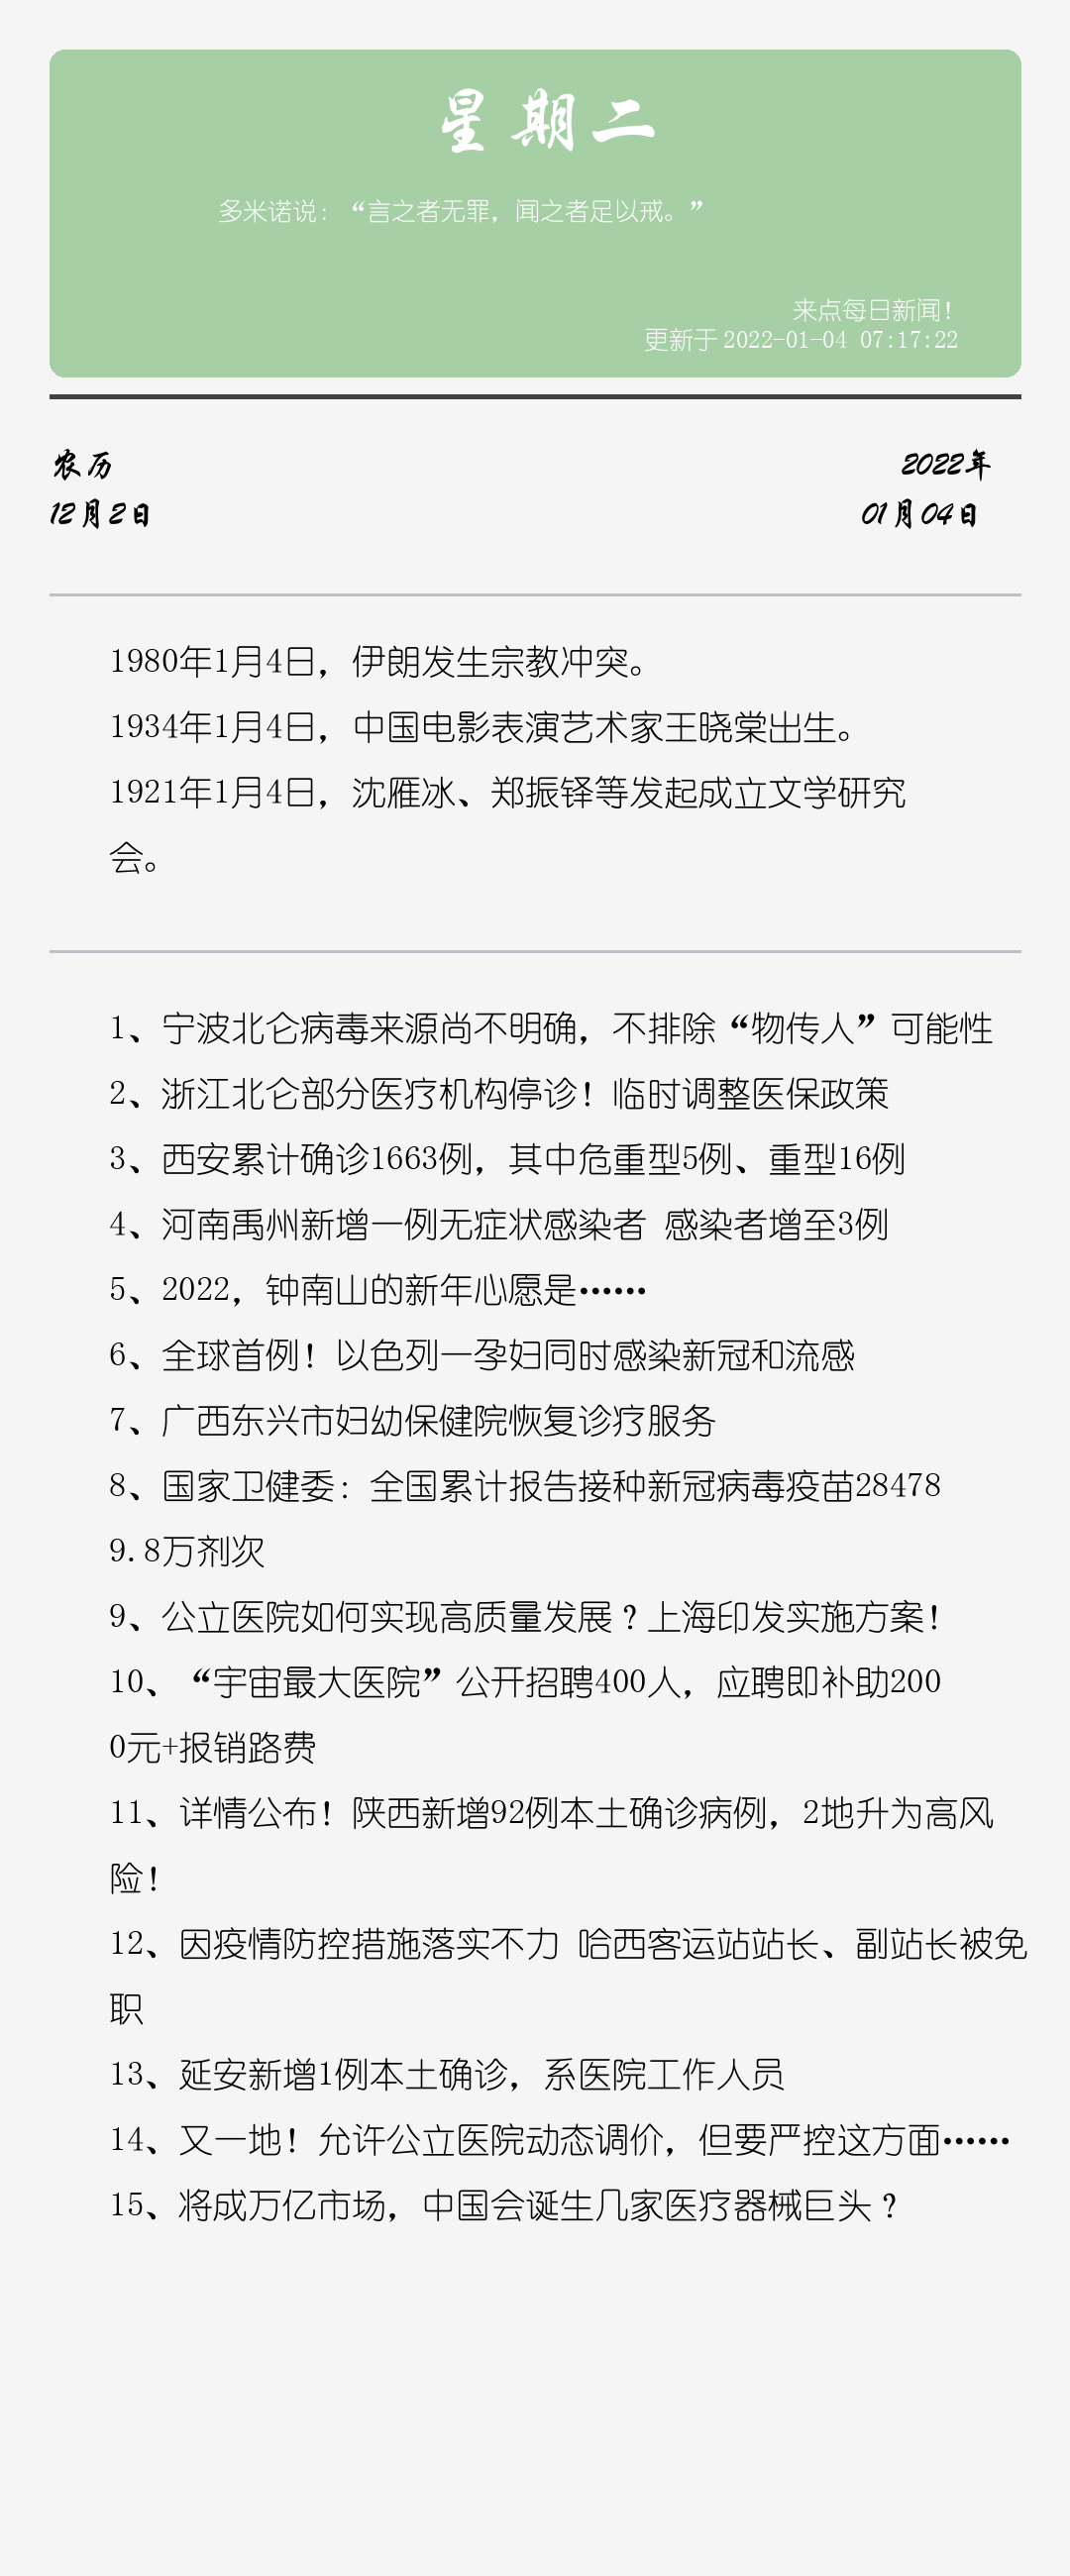 星期二
多米诺说：“言之者无罪，闻之者足以戒。”
来点每日新闻！
更新于 2022-01-04 07:17:22
农历
12月2日
2022年
01月04日
1980年1月4日，伊朗发生宗教冲突。
1934年1月4日，中国电影表演艺术家王晓棠出生。
1921年1月4日，沈雁冰、郑振铎等发起成立文学研究
会。
1、宁波北仑病毒来源尚不明确，不排除“物传人”可能性
2、浙江北仑部分医疗机构停诊！临时调整医保政策
3、西安累计确诊1663例，其中危重型5例、重型16例
4、河南禹州新增一例无症状感染者 感染者增至3例
5、2022，钟南山的新年心愿是……
6、全球首例！以色列一孕妇同时感染新冠和流感
7、广西东兴市妇幼保健院恢复诊疗服务
8、国家卫健委：全国累计报告接种新冠病毒疫苗28478
9.8万剂次
9、公立医院如何实现高质量发展？上海印发实施方案！
10、“宇宙最大医院”公开招聘400人，应聘即补助200
0元+报销路费
11、详情公布！陕西新增92例本土确诊病例，2地升为高风
险！
12、因疫情防控措施落实不力 哈西客运站站长、副站长被免
职
13、延安新增1例本土确诊，系医院工作人员
14、又一地！允许公立医院动态调价，但要严控这方面……
15、将成万亿市场，中国会诞生几家医疗器械巨头？